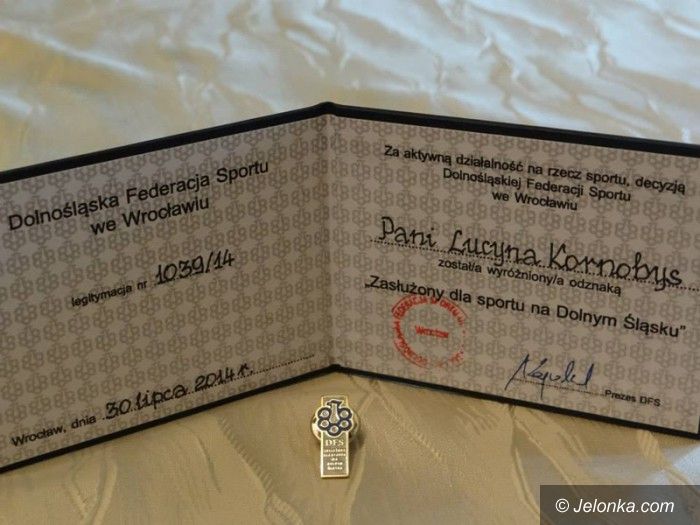 Dolnośląska Federacja Sportu
we Wrocławiu
legitymacja nr 1039/14
Wrocław, dnia 30 lipca 2014 r.
Za aktywną działalność na rzecz sportu, decyzją
Dolnośląskiej Federacji Sportu
we Wrocławiu
Pani Lucyna Kornobys
został/a wyróżniony/a odznaką
„Zasłużony dla sportu na Dolnym Śląsku"
Prezes DFS
DFS
© Jelonka.com